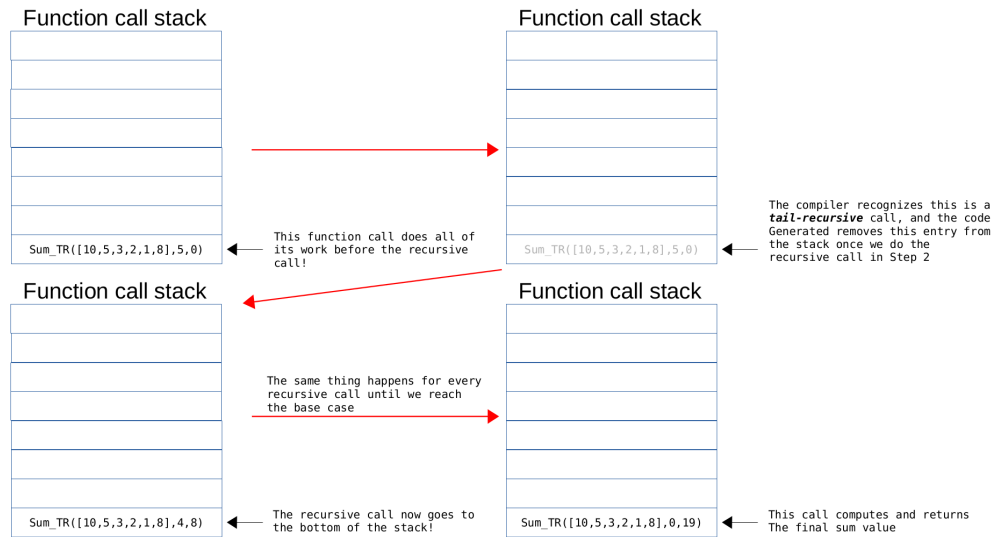 Function call stack
Function call stack
Sum_TR([10,5,3,2,1,8],5,0)
This function call does all of
its work before the recursive
call!
Sum_TR([10,5,3,2,1,8],5,0)
The compiler recognizes this is a
tail-recursive call, and the code
Generated removes this entry from
the stack once we do the
recursive call in Step 2
Function call stack
Function call stack
The same thing happens for every
recursive call until we reach
the base case
Sum_TR([10,5,3,2,1,8],4,8)
The recursive call now goes to
the bottom of the stack!
Sum_TR([10,5,3,2,1,8],0,19)
This call computes and returns
The final sum value